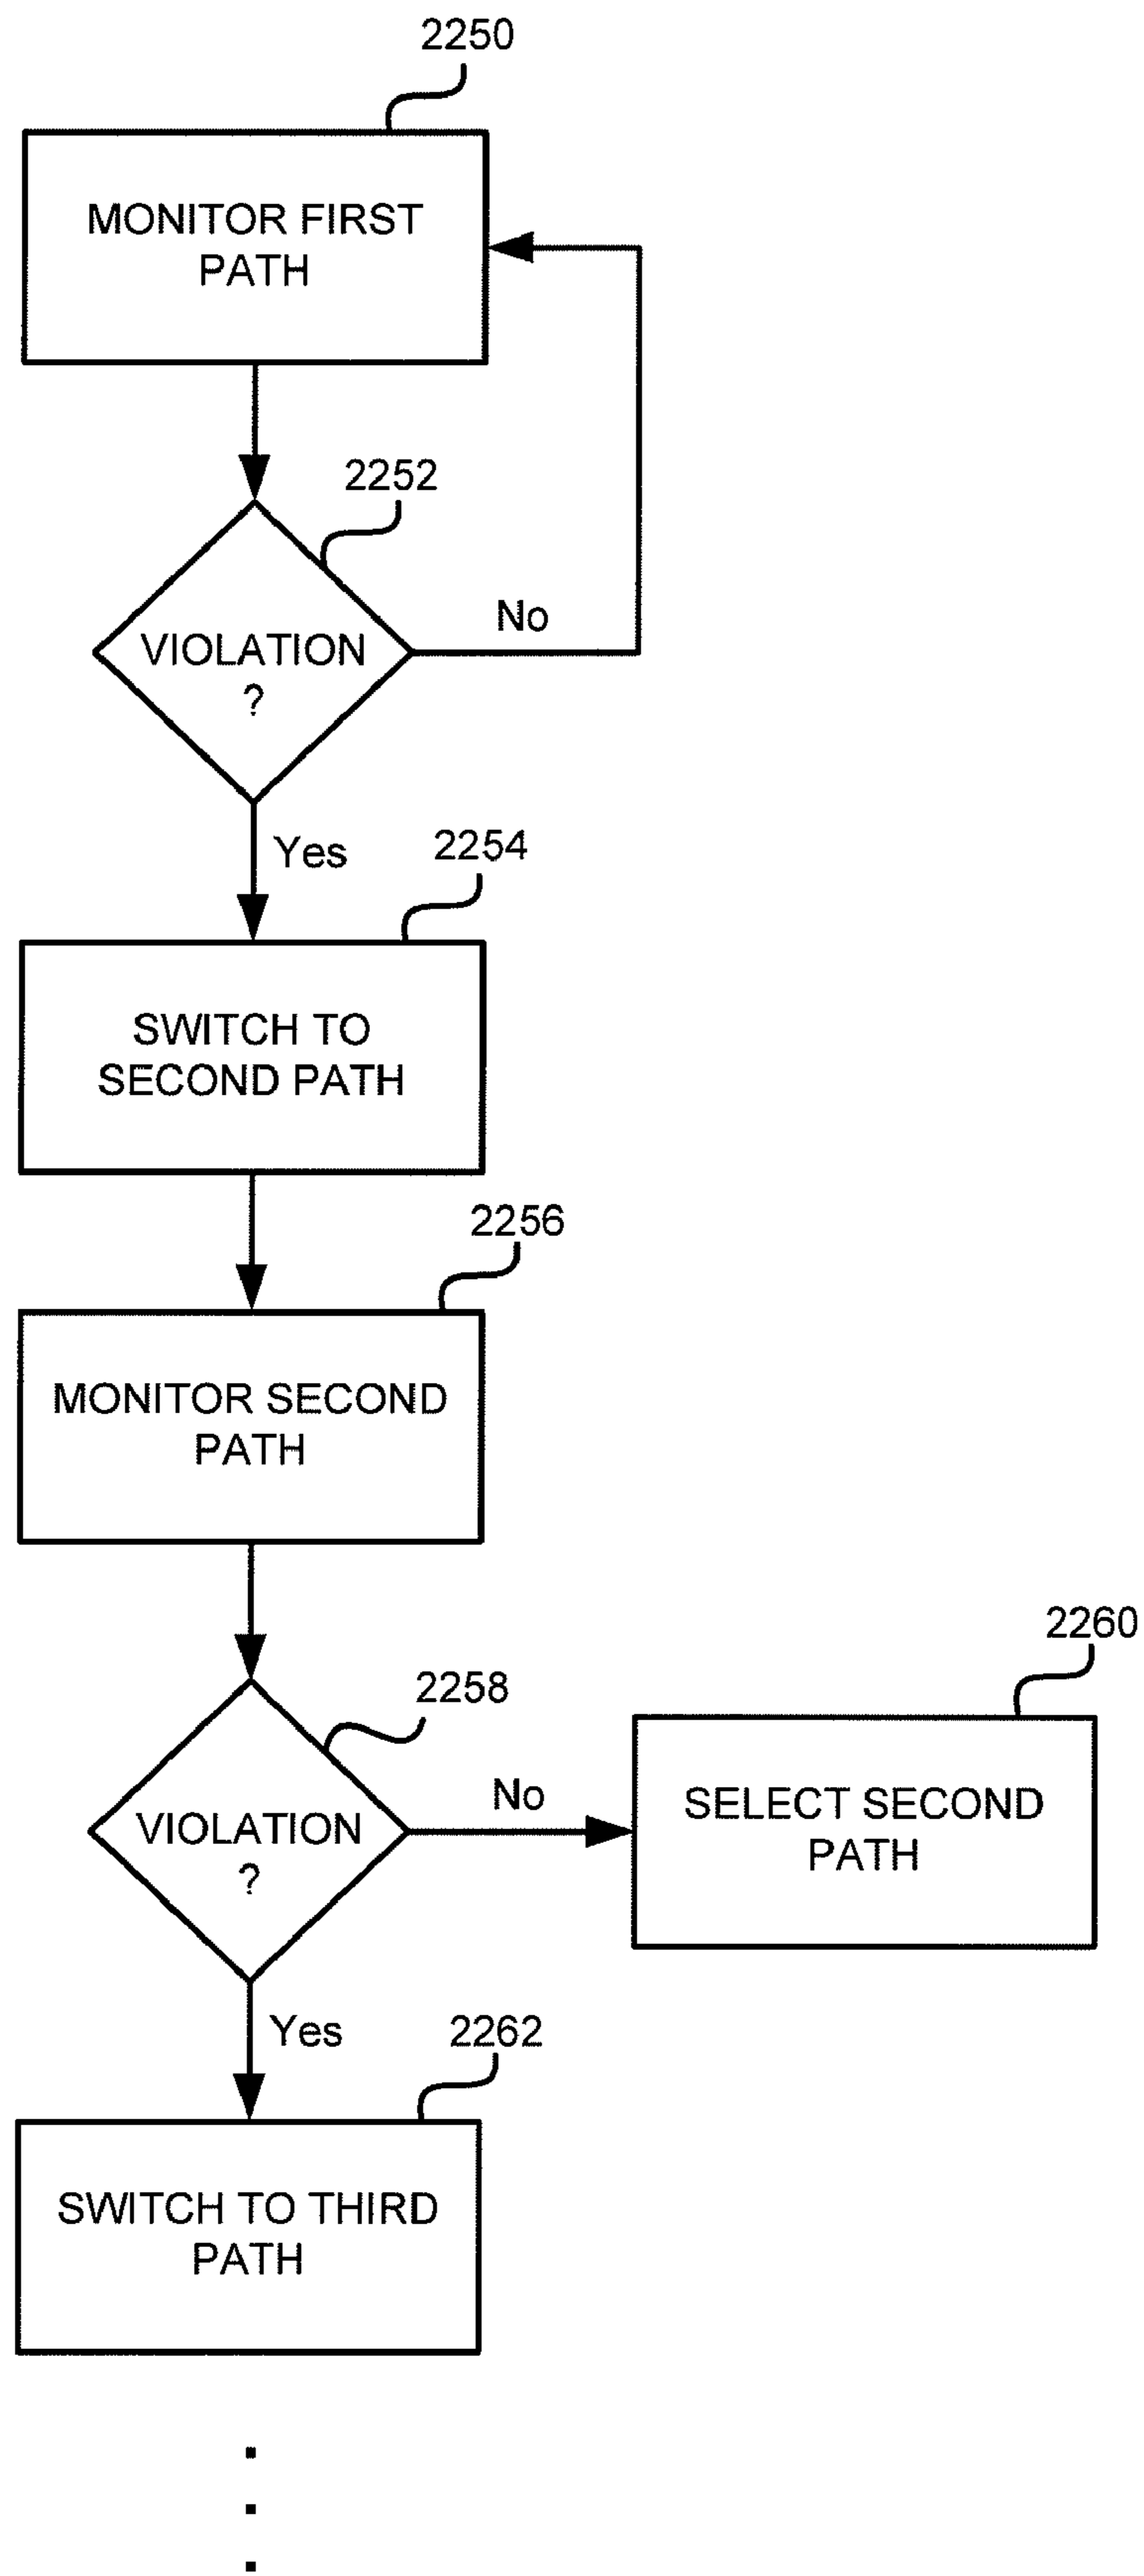 2250
MONITOR FIRST
PATH
2252
No
VIOLATION
?
Yes
2254
SWITCH TO
SECOND PATH
2256
MONITOR SECOND
PATH
2260
2258
No
SELECT SECOND
PATH
VIOLATION
?
Yes
2262
SWITCH TO THIRD
PATH